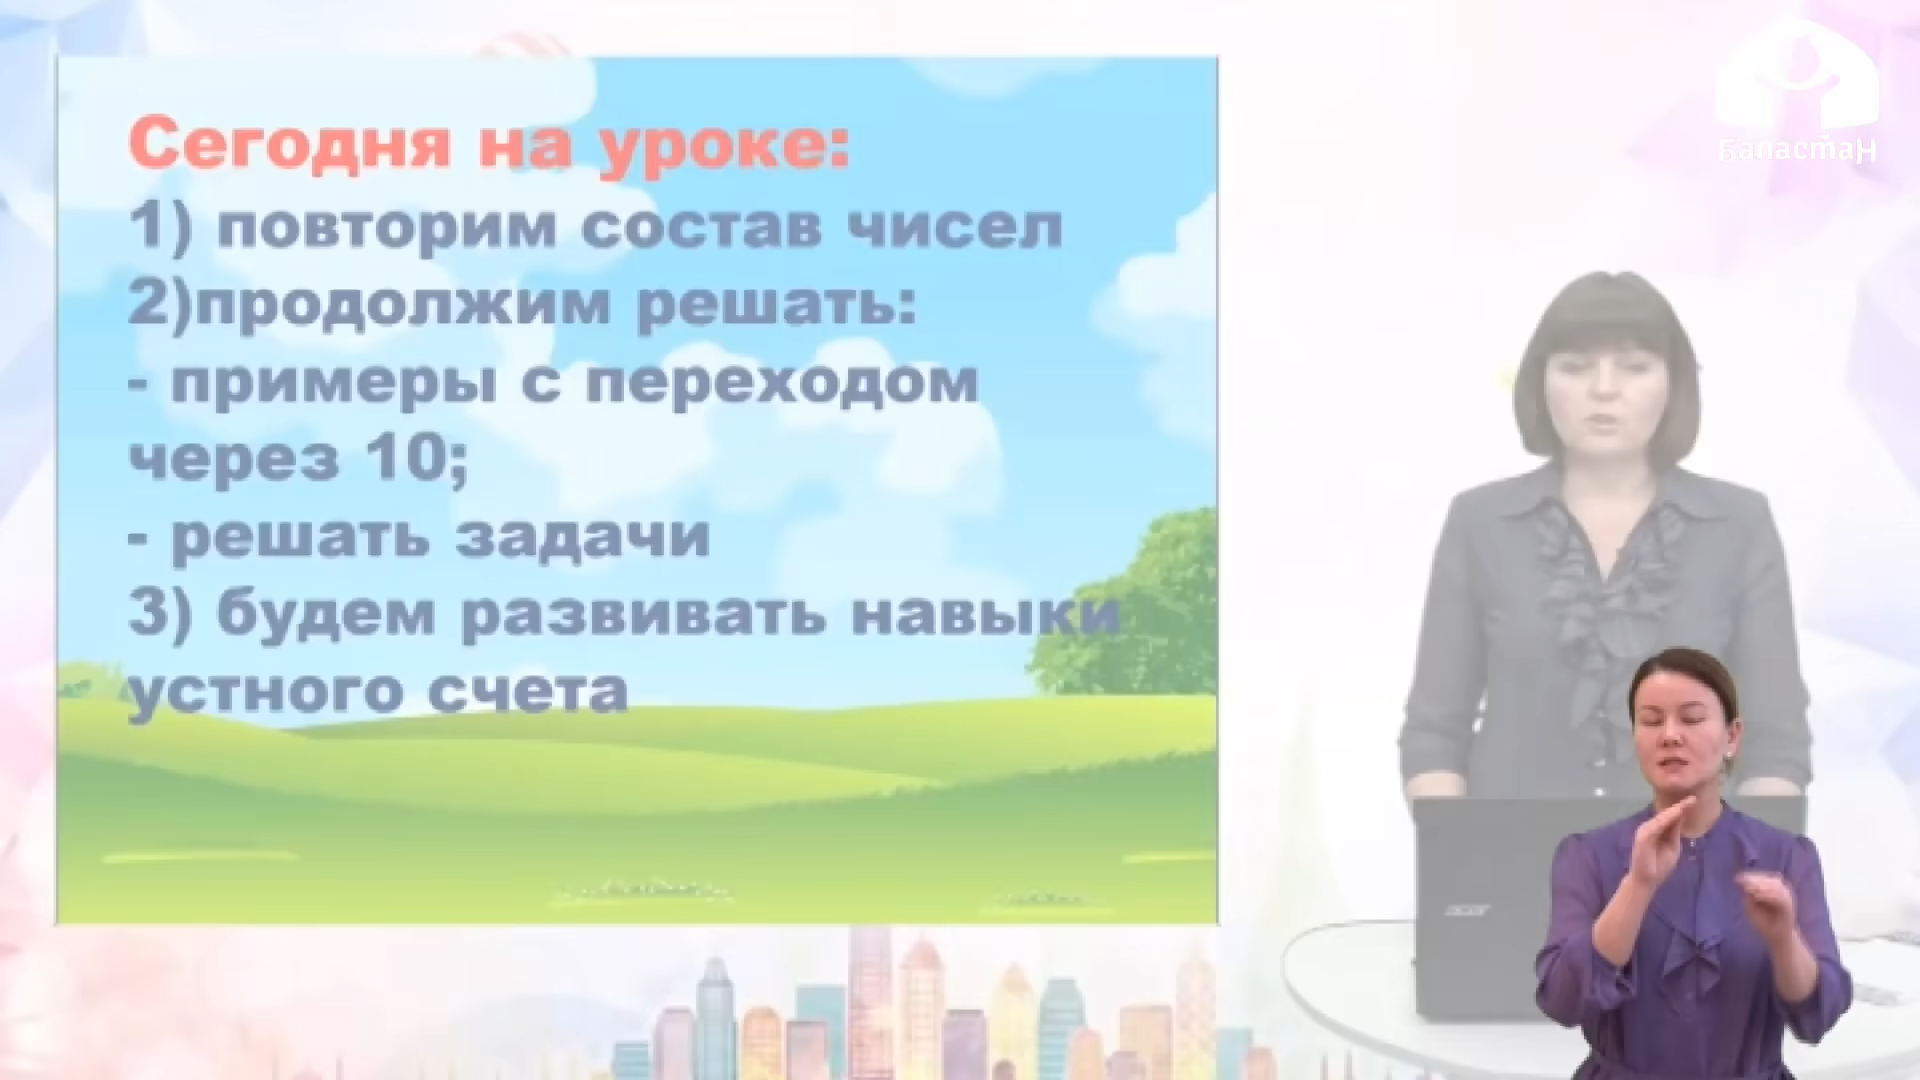 Сегодня на уроке:
1) повторим состав чисел
2)продолжим решать:
- примеры с переходом
через 10;
- решать задачи
3) будем развивать навыки
устного счета
Баластан
acer